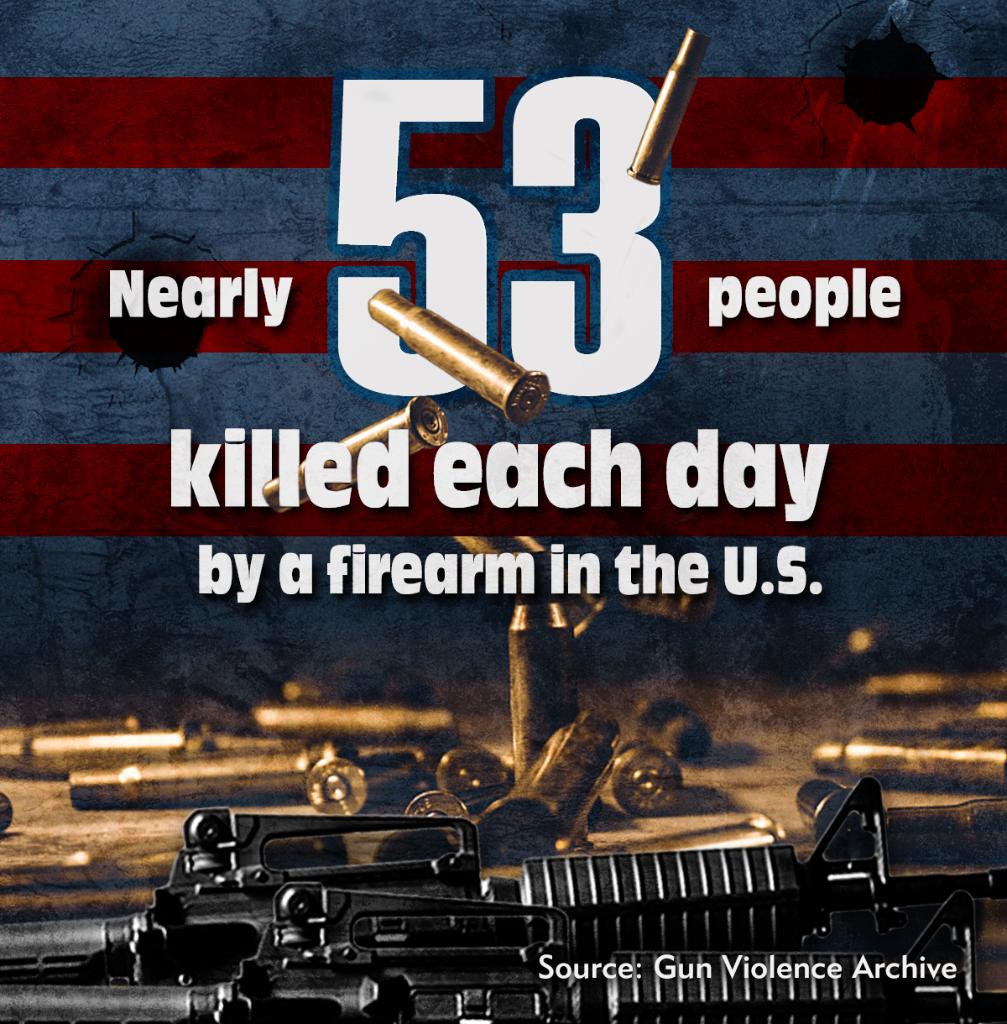 53
Nearly people
killed each day
by a firearm in the U.S.
Source: Gun Violence Archive